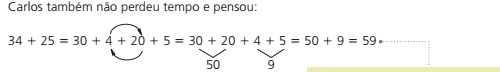 Carlos também não perdeu tempo e pensou:
34 + 25 = 30 + 4 + 20 + 5 = 30 + 20 + 4 + 5 = 50 + 9 = 59
50 9